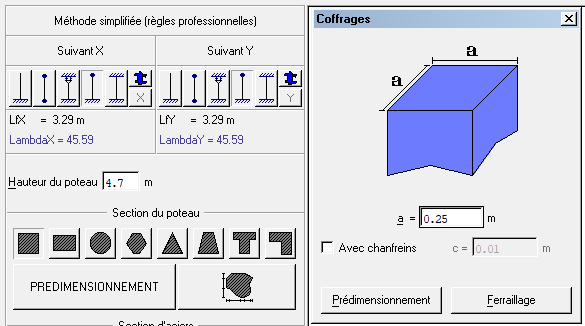 Méthode simplifiée (règles professionnelles)
Suivant X
Suivant Y
X
Y
LfX = 3.29 m
LfY = 3.29 m
LambdaX = 45.59
LambdaY = 45.59
Hauteur du poteau 4.7 m
Section du poteau
PREDIMENSIONNEMENT
Section d'aciers
Coffrages
a
a
a = 0.25 m
Avec chanfreins c = 0.01 m
Prédimensionnement
Ferraillage